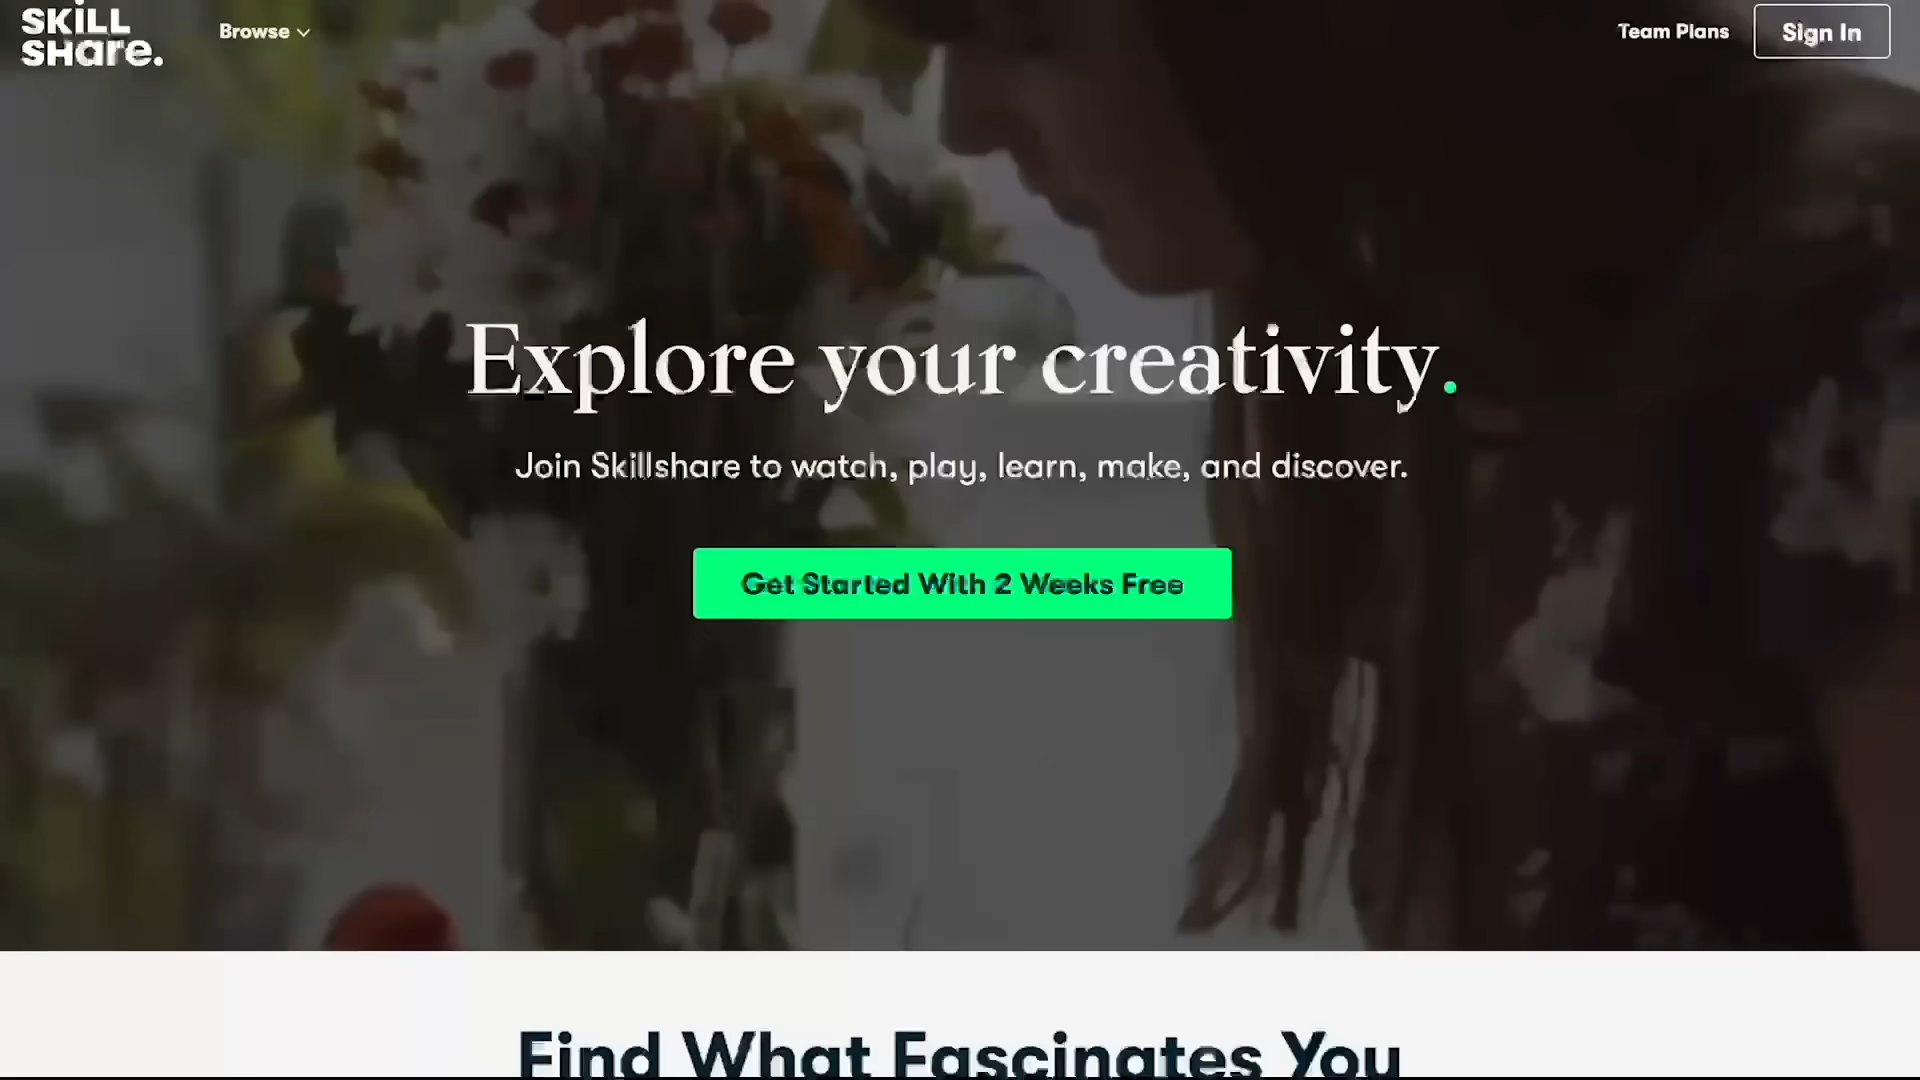 SKiLL
SHare.
Browse
Team Plans
Sign In
Explore your creativity.
Join Skillshare to watch, play, learn, make, and discover.
Get Started With 2 Weeks Free
Find What Fascinates You